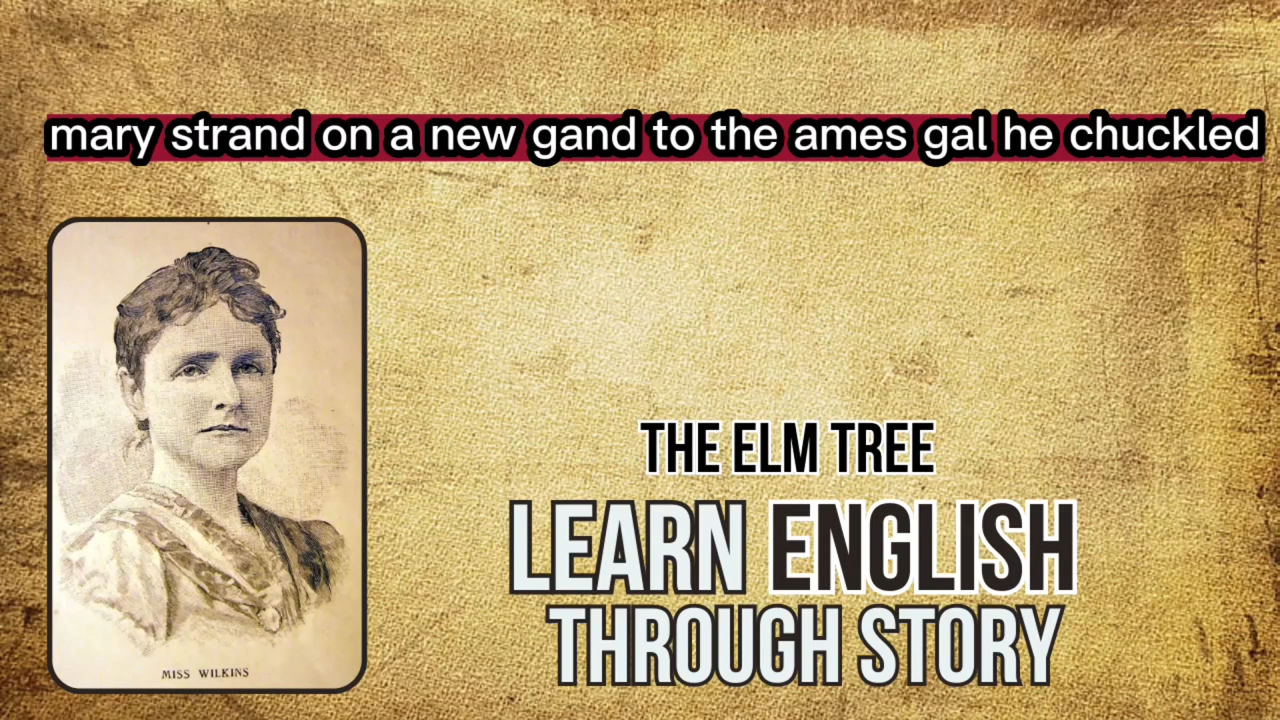 mary strand on a new gand to the ames gal he chuckled
THE ELM TREE
LEARN ENGLISH
THROUGH STORY
MISS WILKINS